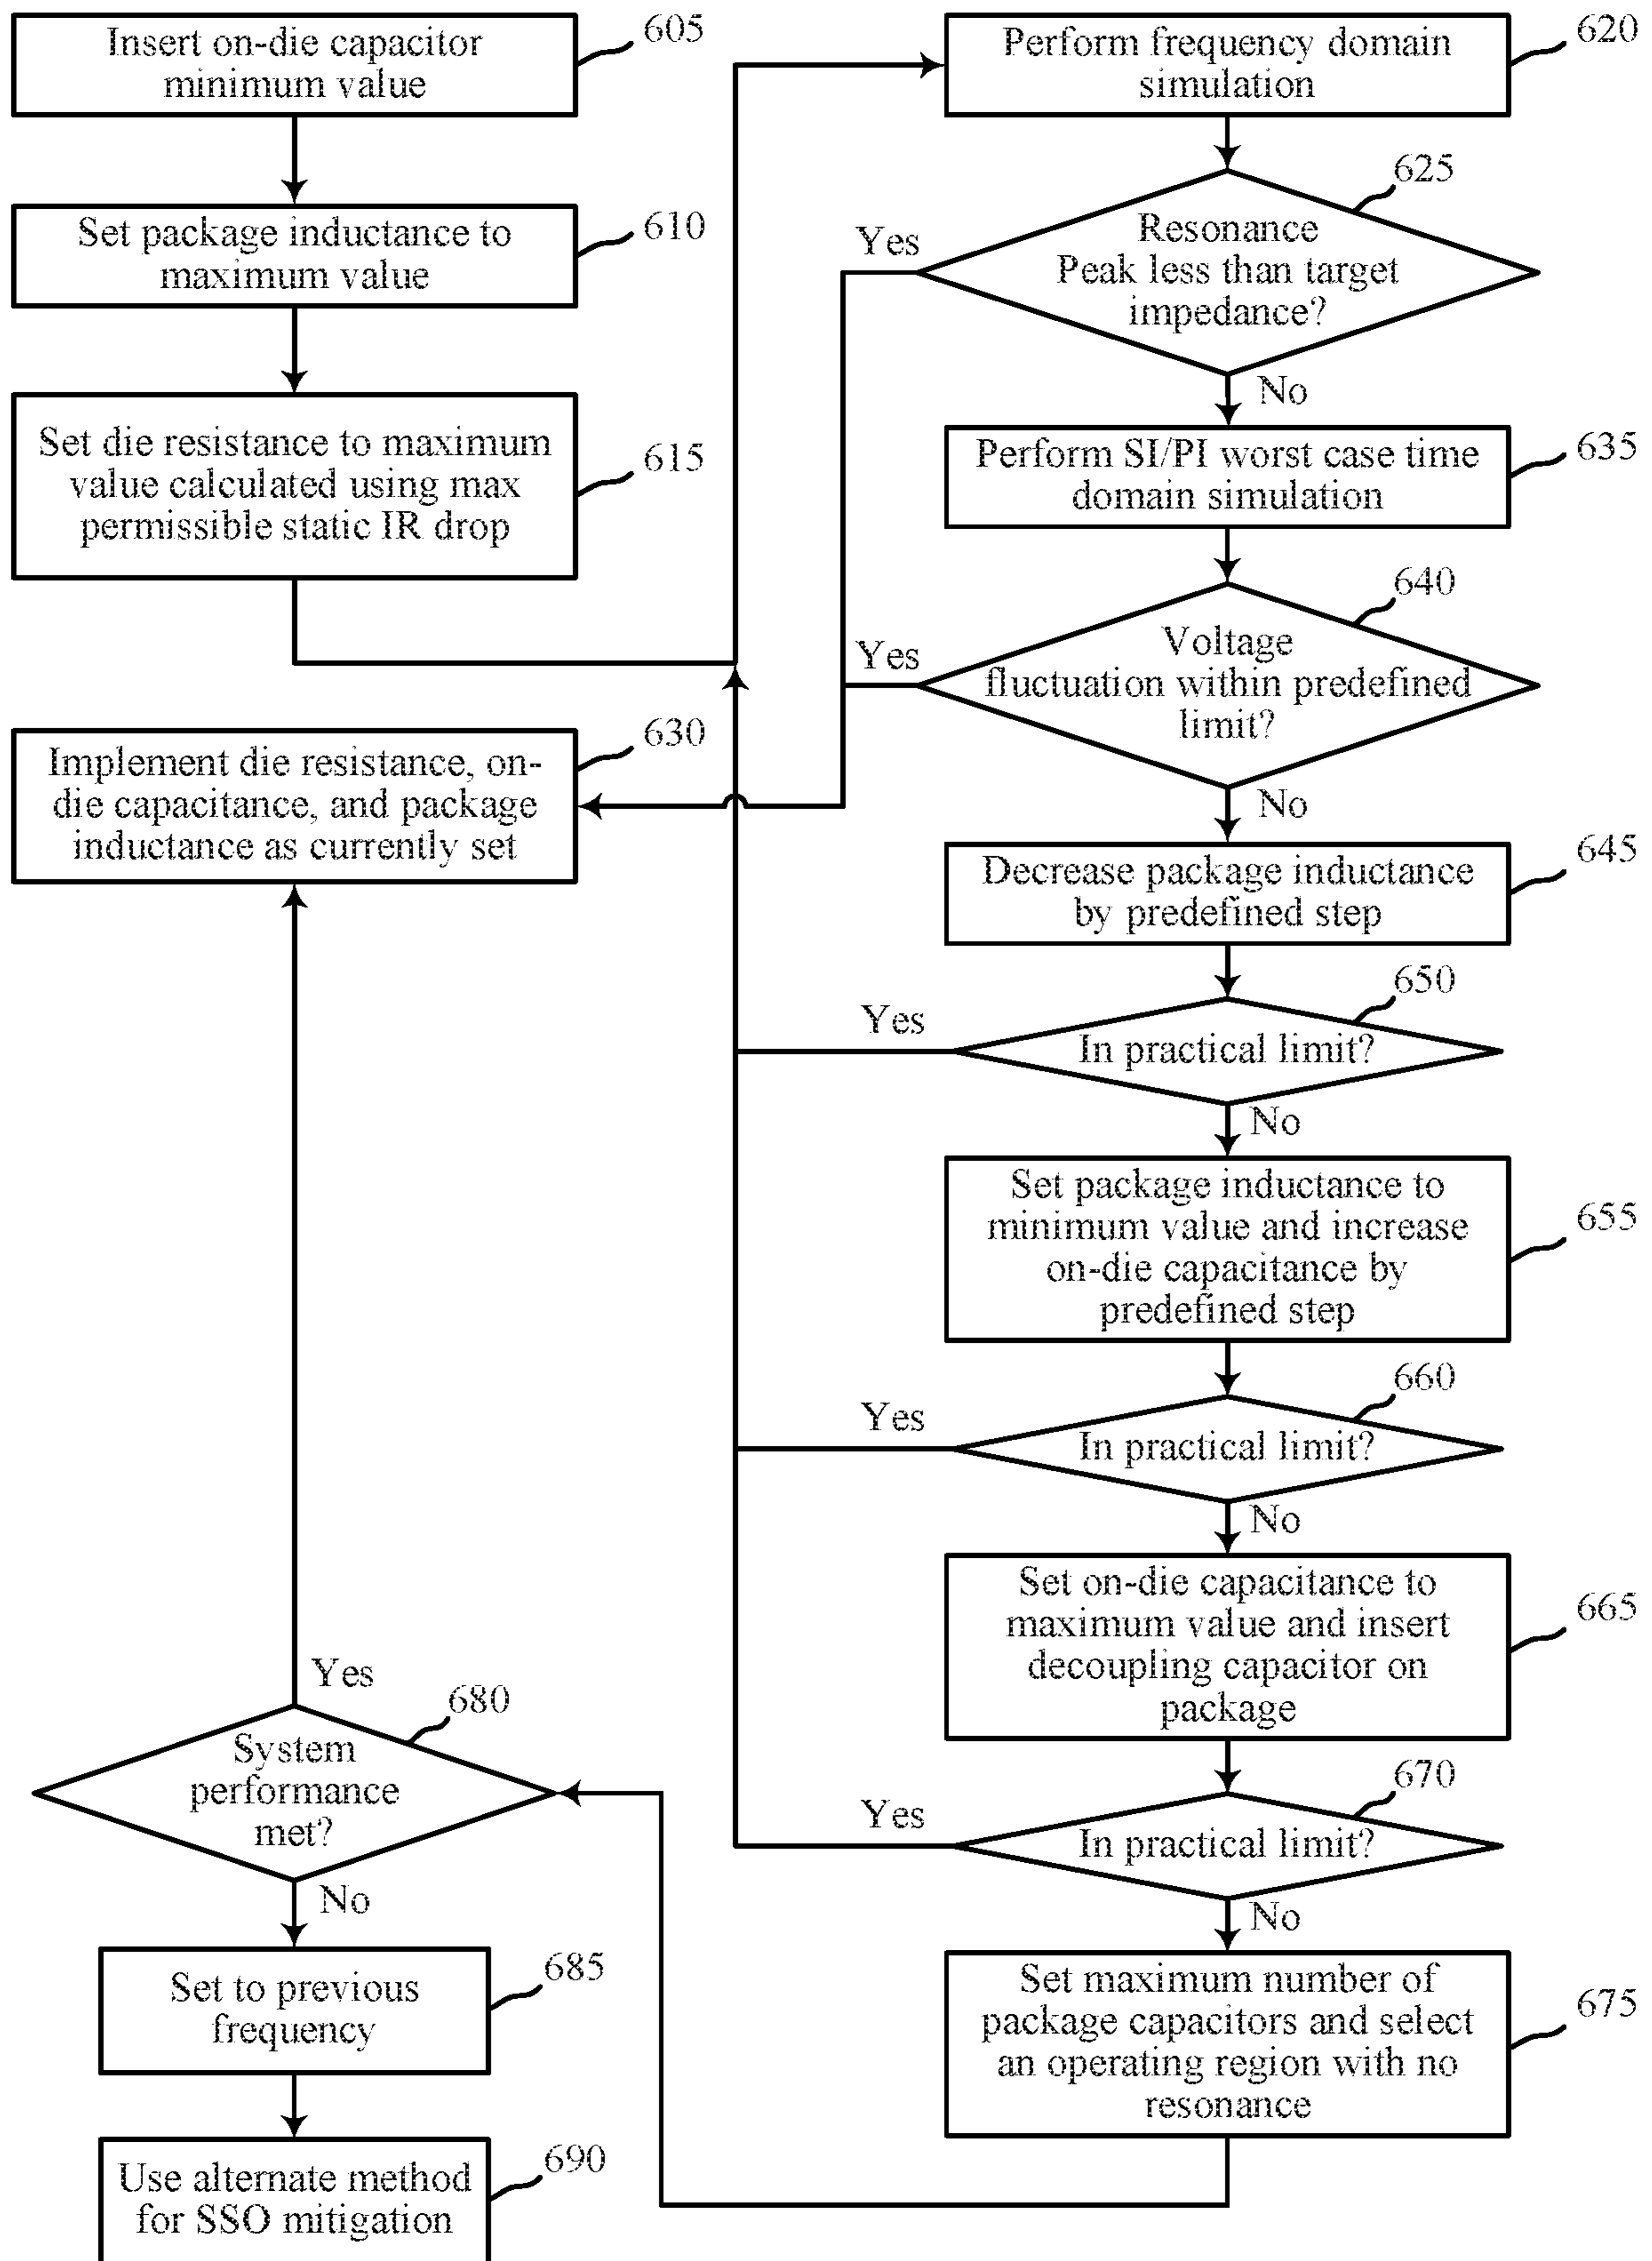 Insert on-die capacitor
minimum value
605
Set package inductance to
maximum value
610
Set die resistance to maximum
value calculated using max
permissible static IR drop
615
Perform frequency domain
simulation
620
Resonance
Peak less than target
impedance?
625
Yes
No
Implement die resistance, on-
die capacitance, and package
inductance as currently set
630
Perform SI/PI worst case time
domain simulation
635
Voltage
fluctuation within predefined
limit?
640
Yes
No
Decrease package inductance
by predefined step
645
In practical limit?
650
Yes
No
Set package inductance to
minimum value and increase
on-die capacitance by
predefined step
655
In practical limit?
660
Yes
No
Set on-die capacitance to
maximum value and insert
decoupling capacitor on
package
665
In practical limit?
670
Yes
No
Set maximum number of
package capacitors and select
an operating region with no
resonance
675
System
performance
met?
680
Yes
No
Set to previous
frequency
685
Use alternate method
for SSO mitigation
690